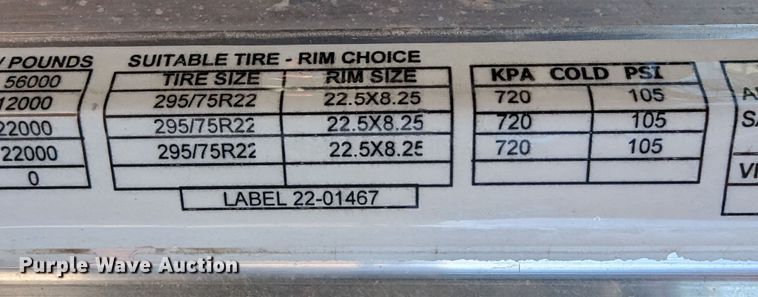 / POUNDS SUITABLE TIRE - RIM CHOICE
56000 TIRE SIZE RIM SIZE KPA COLD PSI
12000 295/75R22 22.5X8.25 720 105
22000 295/75R22 22.5X8.25 720 105
22000 295/75R22 22.5X8.25 720 105
0
LABEL 22-01467
Purple Wave Auction